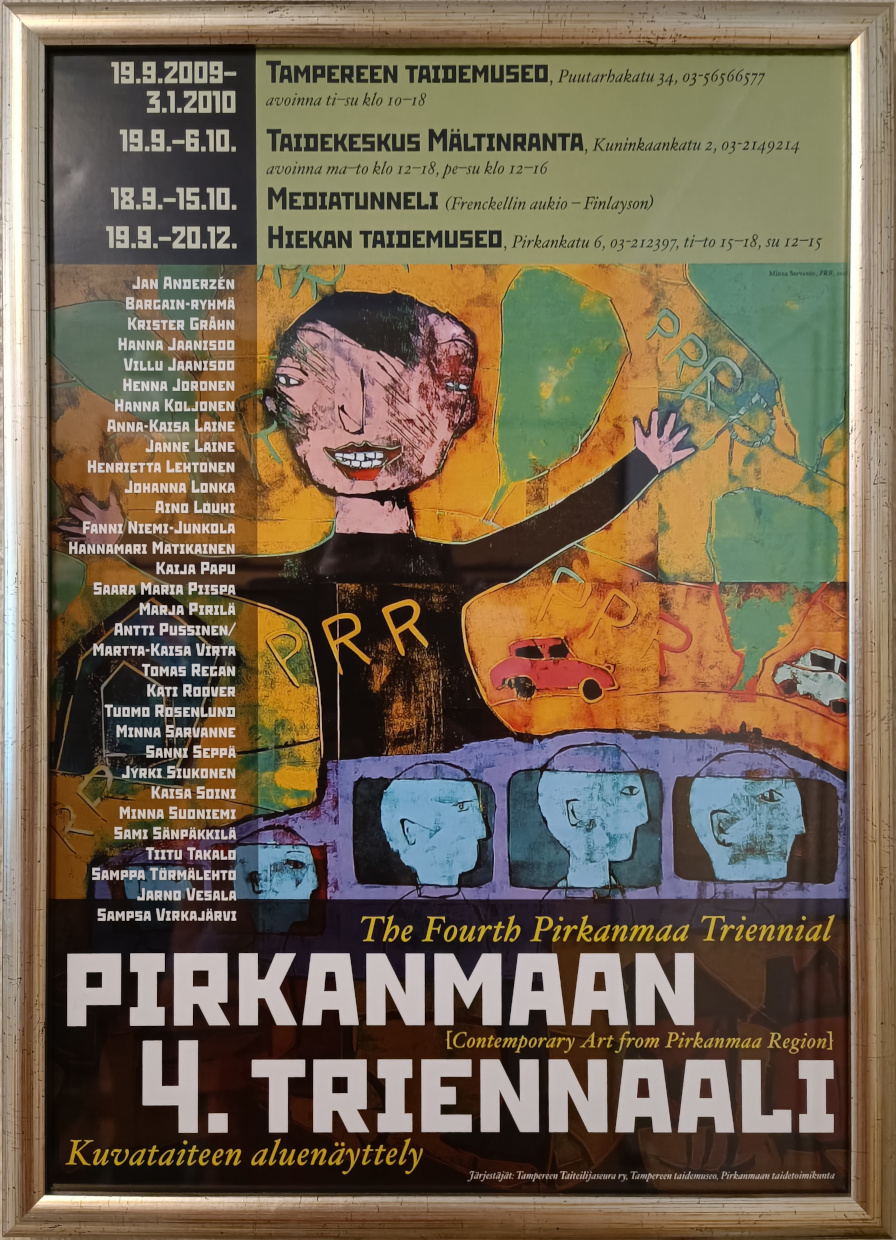 19.9.2009–
3.1.2010
TAMPEREEN TAIDEMUSEO, Puutarhakatu 34, 03-56566577
avoinna ti–su klo 10–18
19.9.–6.10.
TAIDEKESKUS MÄLTINRANTA, Kuninkaankatu 2, 03-2149214
avoinna ma–to klo 12–18, pe–su klo 12–16
18.9.–15.10.
MEDIATUNNELI (Frenckellin aukio – Finlayson)
19.9.–20.12.
HIEKAN TAIDEMUSEO, Pirkankatu 6, 03-212397, ti–to 15–18, su 12–15
Minna Sarvanne, PRR,
JAN ANDERZÉN
BARGAIN-RYHMÄ
KRISTER GRÅHN
HANNA JAANISOO
VILLU JAANISOO
HENNA JORONEN
HANNA KOLJONEN
ANNA-KAISA LAINE
JANNE LAINE
HENRIETTA LEHTONEN
JOHANNA LONKA
AINO LOUHI
FANNI NIEMI-JUNKOLA
HANNAMARI MATIKAINEN
KAIJA PAPU
SAARA MARIA PIISPA
MARJA PIRILÄ
ANTTI PUSSINEN/
MARTTA-KAISA VIRTA
TOMAS REGAN
KATI ROOVER
TUOMO ROSENLUND
MINNA SARVANNE
SANNI SEPPÄ
JYRKI SIUKONEN
KAISA SOINI
MINNA SUONIEMI
SAMI SÄNPÄKKILÄ
TIITU TAKALO
SAMPPA TÖRMÄLEHTO
JARNO VESALA
SAMPSA VIRKAJÄRVI
PRR
PRR
PRR
PRR
The Fourth Pirkanmaa Triennial
PIRKANMAAN
[Contemporary Art from Pirkanmaa Region]
4. TRIENNAALI
Kuvataiteen aluenäyttely
Järjestäjät: Tampereen Taiteilijaseura ry, Tampereen taidemuseo, Pirkanmaan taidetoimikunta